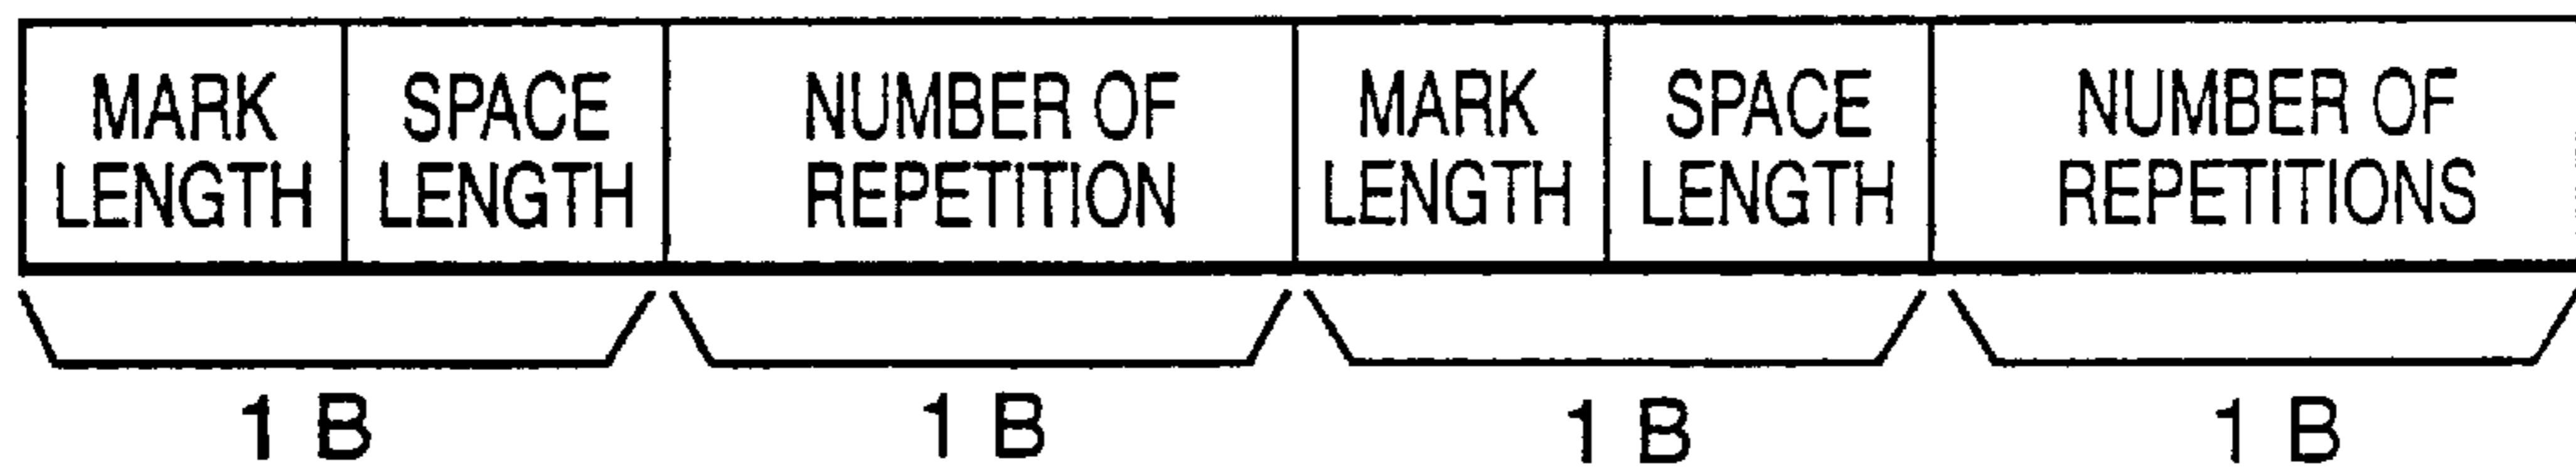 MARK
LENGTH
SPACE
LENGTH
NUMBER OF
REPETITION
MARK
LENGTH
SPACE
LENGTH
NUMBER OF
REPETITIONS
1 B
1 B
1 B
1 B